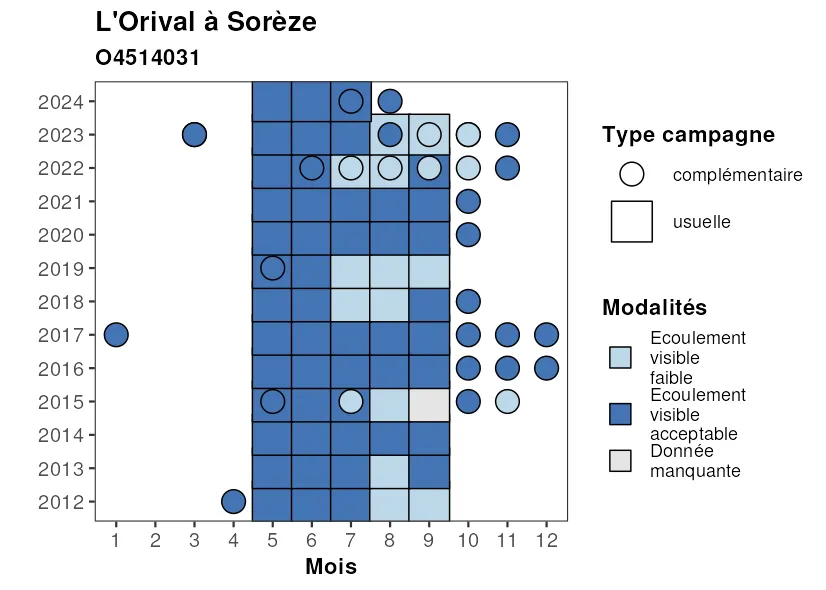 L'Orival à Sorèze
O4514031
2024
2023
2022
2021
2020
2019
2018
2017
2016
2015
2014
2013
2012
1 2 3 4 5 6 7 8 9 10 11 12
Mois
Type campagne
complémentaire
usuelle
Modalités
Ecoulement
visible
faible
Ecoulement
visible
acceptable
Donnée
manquante